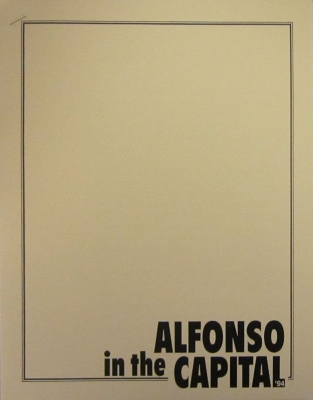 ALFONSO
in the
CAPITAL '94